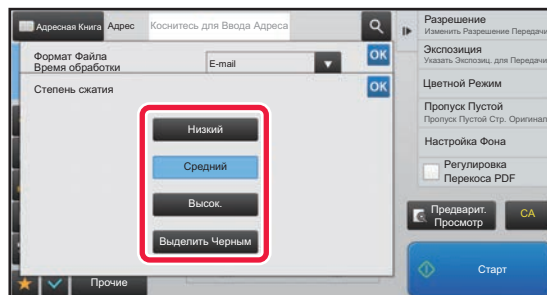 Адресная Книга
Адрес
Коснитесь для Ввода Адреса
Формат Файла
Время обработки
E-mail
OK
Степень сжатия
OK
Низкий
Средний
Высок.
Выделить Черным
Прочие
Разрешение
Изменить Разрешение Передачи
Экспозиция
Указать Экспозиц. для Передачи
Цветной Режим
Пропуск Пустой
Пропуск Пустой Стр. Оригинал
Настройка Фона
Регулировка
Перекоса PDF
Предварит.
Просмотр
CA
Старт